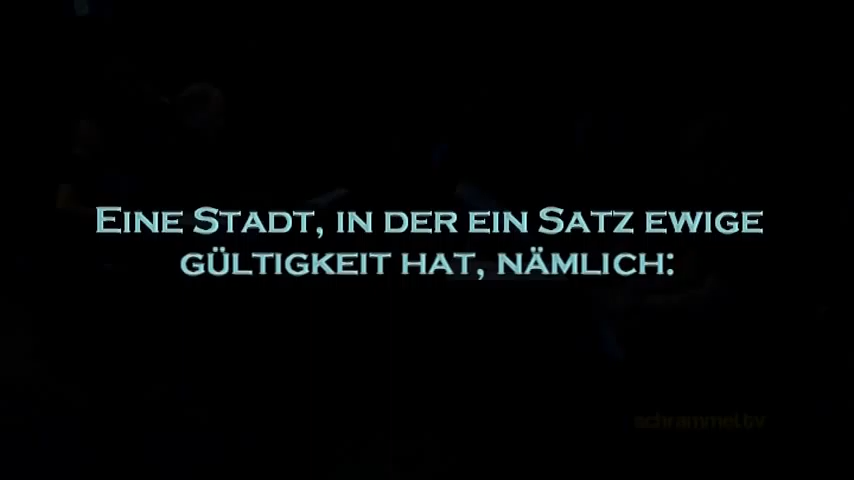 Eine Stadt, in der ein Satz ewige
gültigkeit hat, nämlich:
schrammel.tv